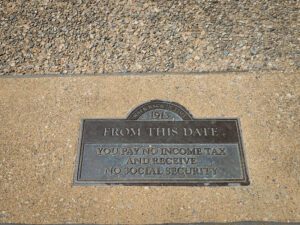 1913
FROM THIS DATE
YOU PAY NO INCOME TAX
AND RECEIVE
NO SOCIAL SECURITY